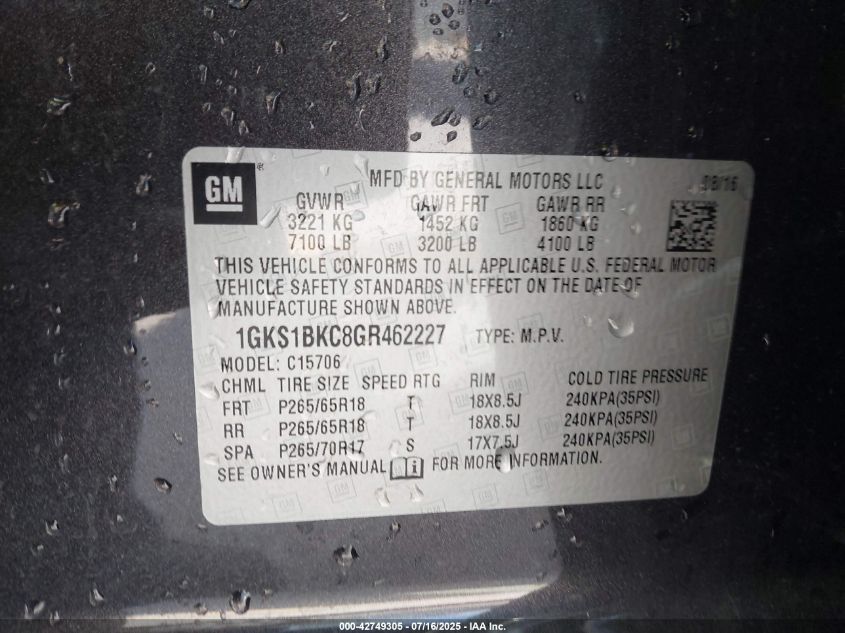 GM ®
MFD BY GENERAL MOTORS LLC 08/16
GVWR GAWR FRT GAWR RR
3221 KG 1452 KG 1860 KG
7100 LB 3200 LB 4100 LB
THIS VEHICLE CONFORMS TO ALL APPLICABLE U.S. FEDERAL MOTOR
VEHICLE SAFETY STANDARDS IN EFFECT ON THE DATE OF
MANUFACTURE SHOWN ABOVE.
1GKS1BKC8GR462227 TYPE: M.P.V.
MODEL: C15706
CHML TIRE SIZE SPEED RTG RIM COLD TIRE PRESSURE
FRT P265/65R18 T 18X8.5J 240KPA(35PSI)
RR P265/65R18 T 18X8.5J 240KPA(35PSI)
SPA P265/70R17 S 17X7.5J 240KPA(35PSI)
SEE OWNER'S MANUAL i FOR MORE INFORMATION.
000-42749305 - 07/16/2025 - IAA Inc.